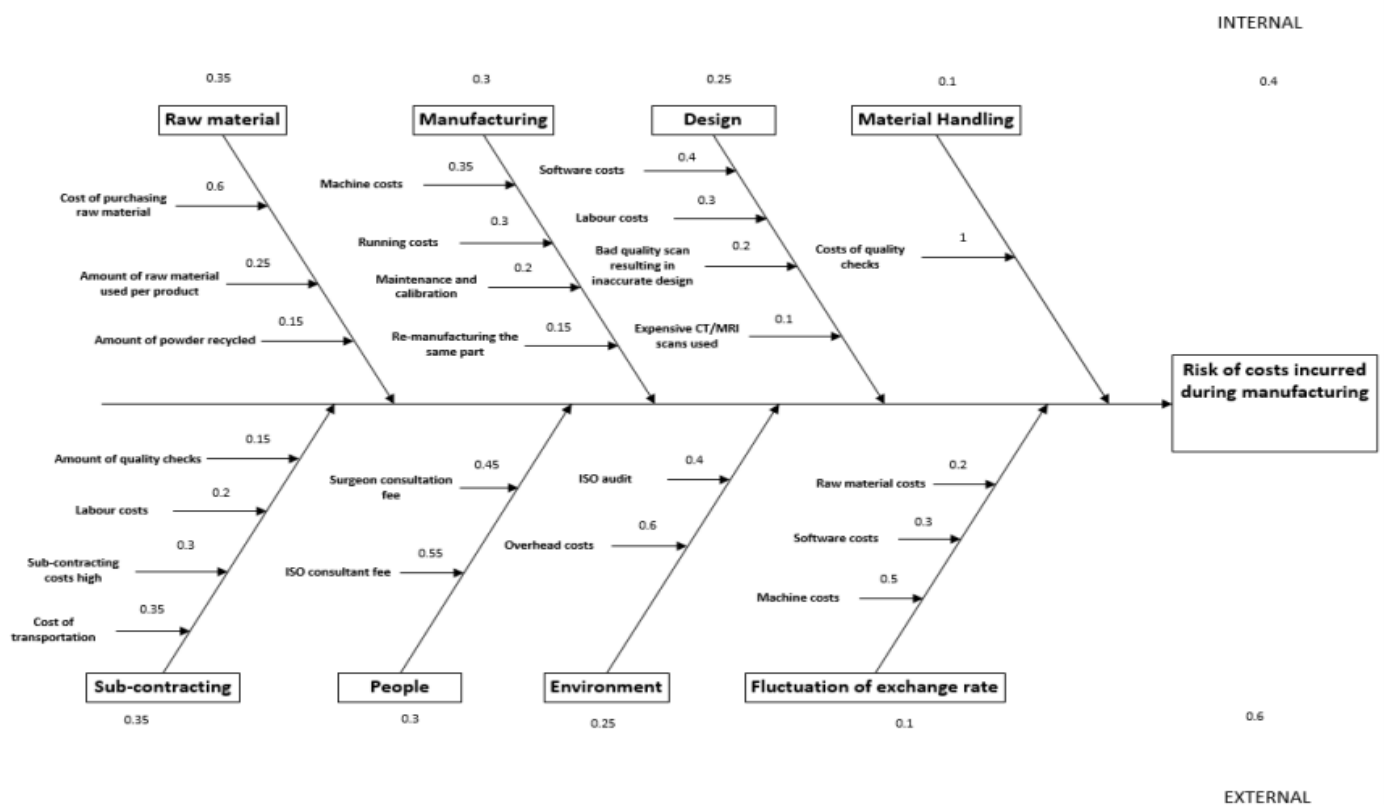 INTERNAL
0.35
0.3
0.25
0.1
0.4
Raw material
Manufacturing
Design
Material Handling
0.6
Cost of purchasing
raw material
0.25
Amount of raw material
used per product
0.15
Amount of powder recycled
0.35
Machine costs
0.3
Running costs
0.2
Maintenance and
calibration
0.15
Re-manufacturing the
same part
0.4
Software costs
0.3
Labour costs
0.2
Bad quality scan
resulting in
inaccurate design
0.1
Expensive CT/MRI
scans used
1
Costs of quality
checks
Risk of costs incurred
during manufacturing
0.15
Amount of quality checks
0.2
Labour costs
0.3
Sub-contracting
costs high
0.35
Cost of
transportation
0.45
Surgeon consultation
fee
0.55
ISO consultant fee
0.4
ISO audit
0.6
Overhead costs
0.2
Raw material costs
0.3
Software costs
0.5
Machine costs
Sub-contracting
People
Environment
Fluctuation of exchange rate
0.35
0.3
0.25
0.1
0.6
EXTERNAL